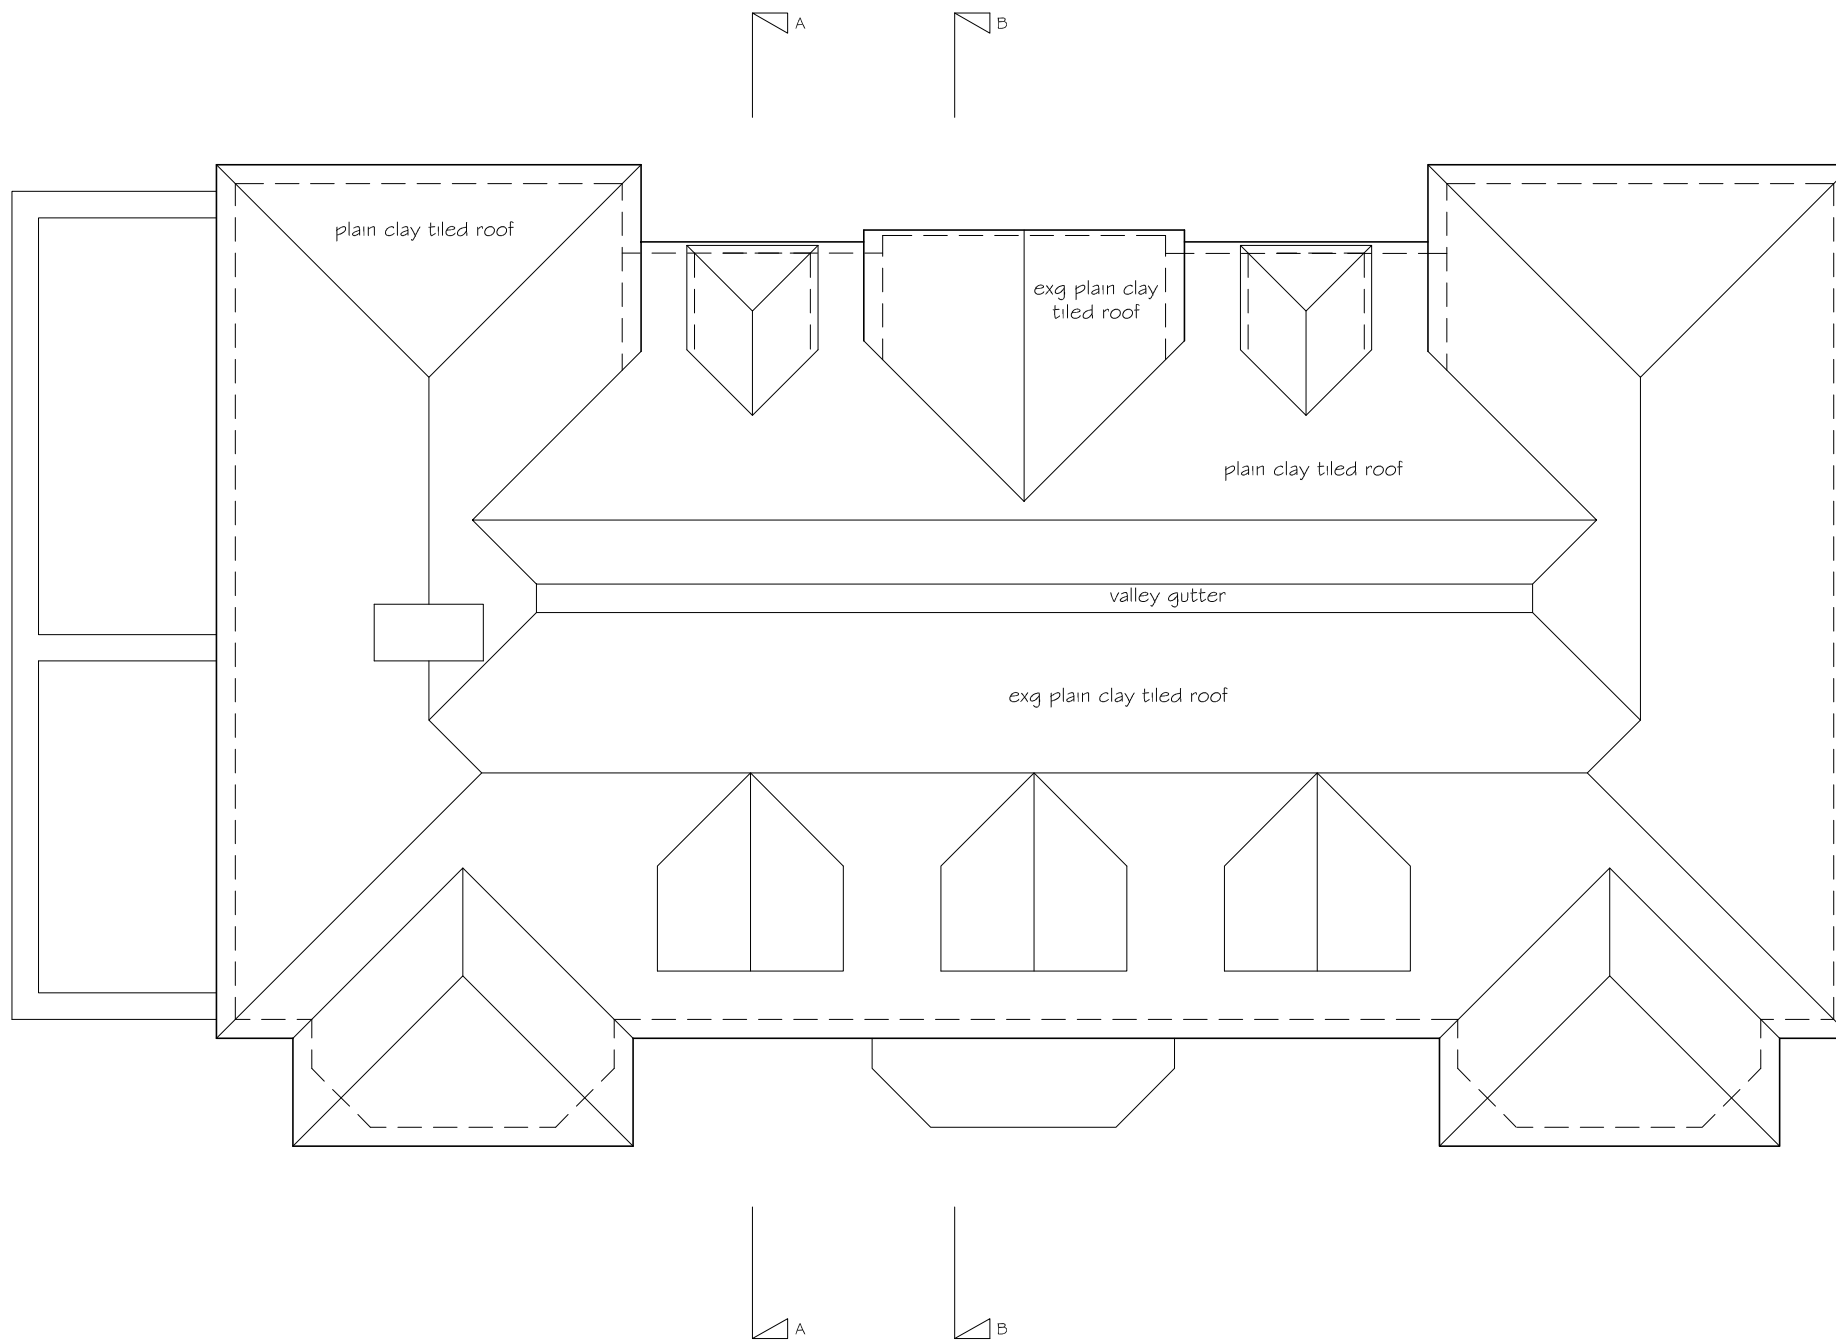 A
B
plain clay tiled roof
exg plain clay
tiled roof
plain clay tiled roof
valley gutter
exg plain clay tiled roof
A
B